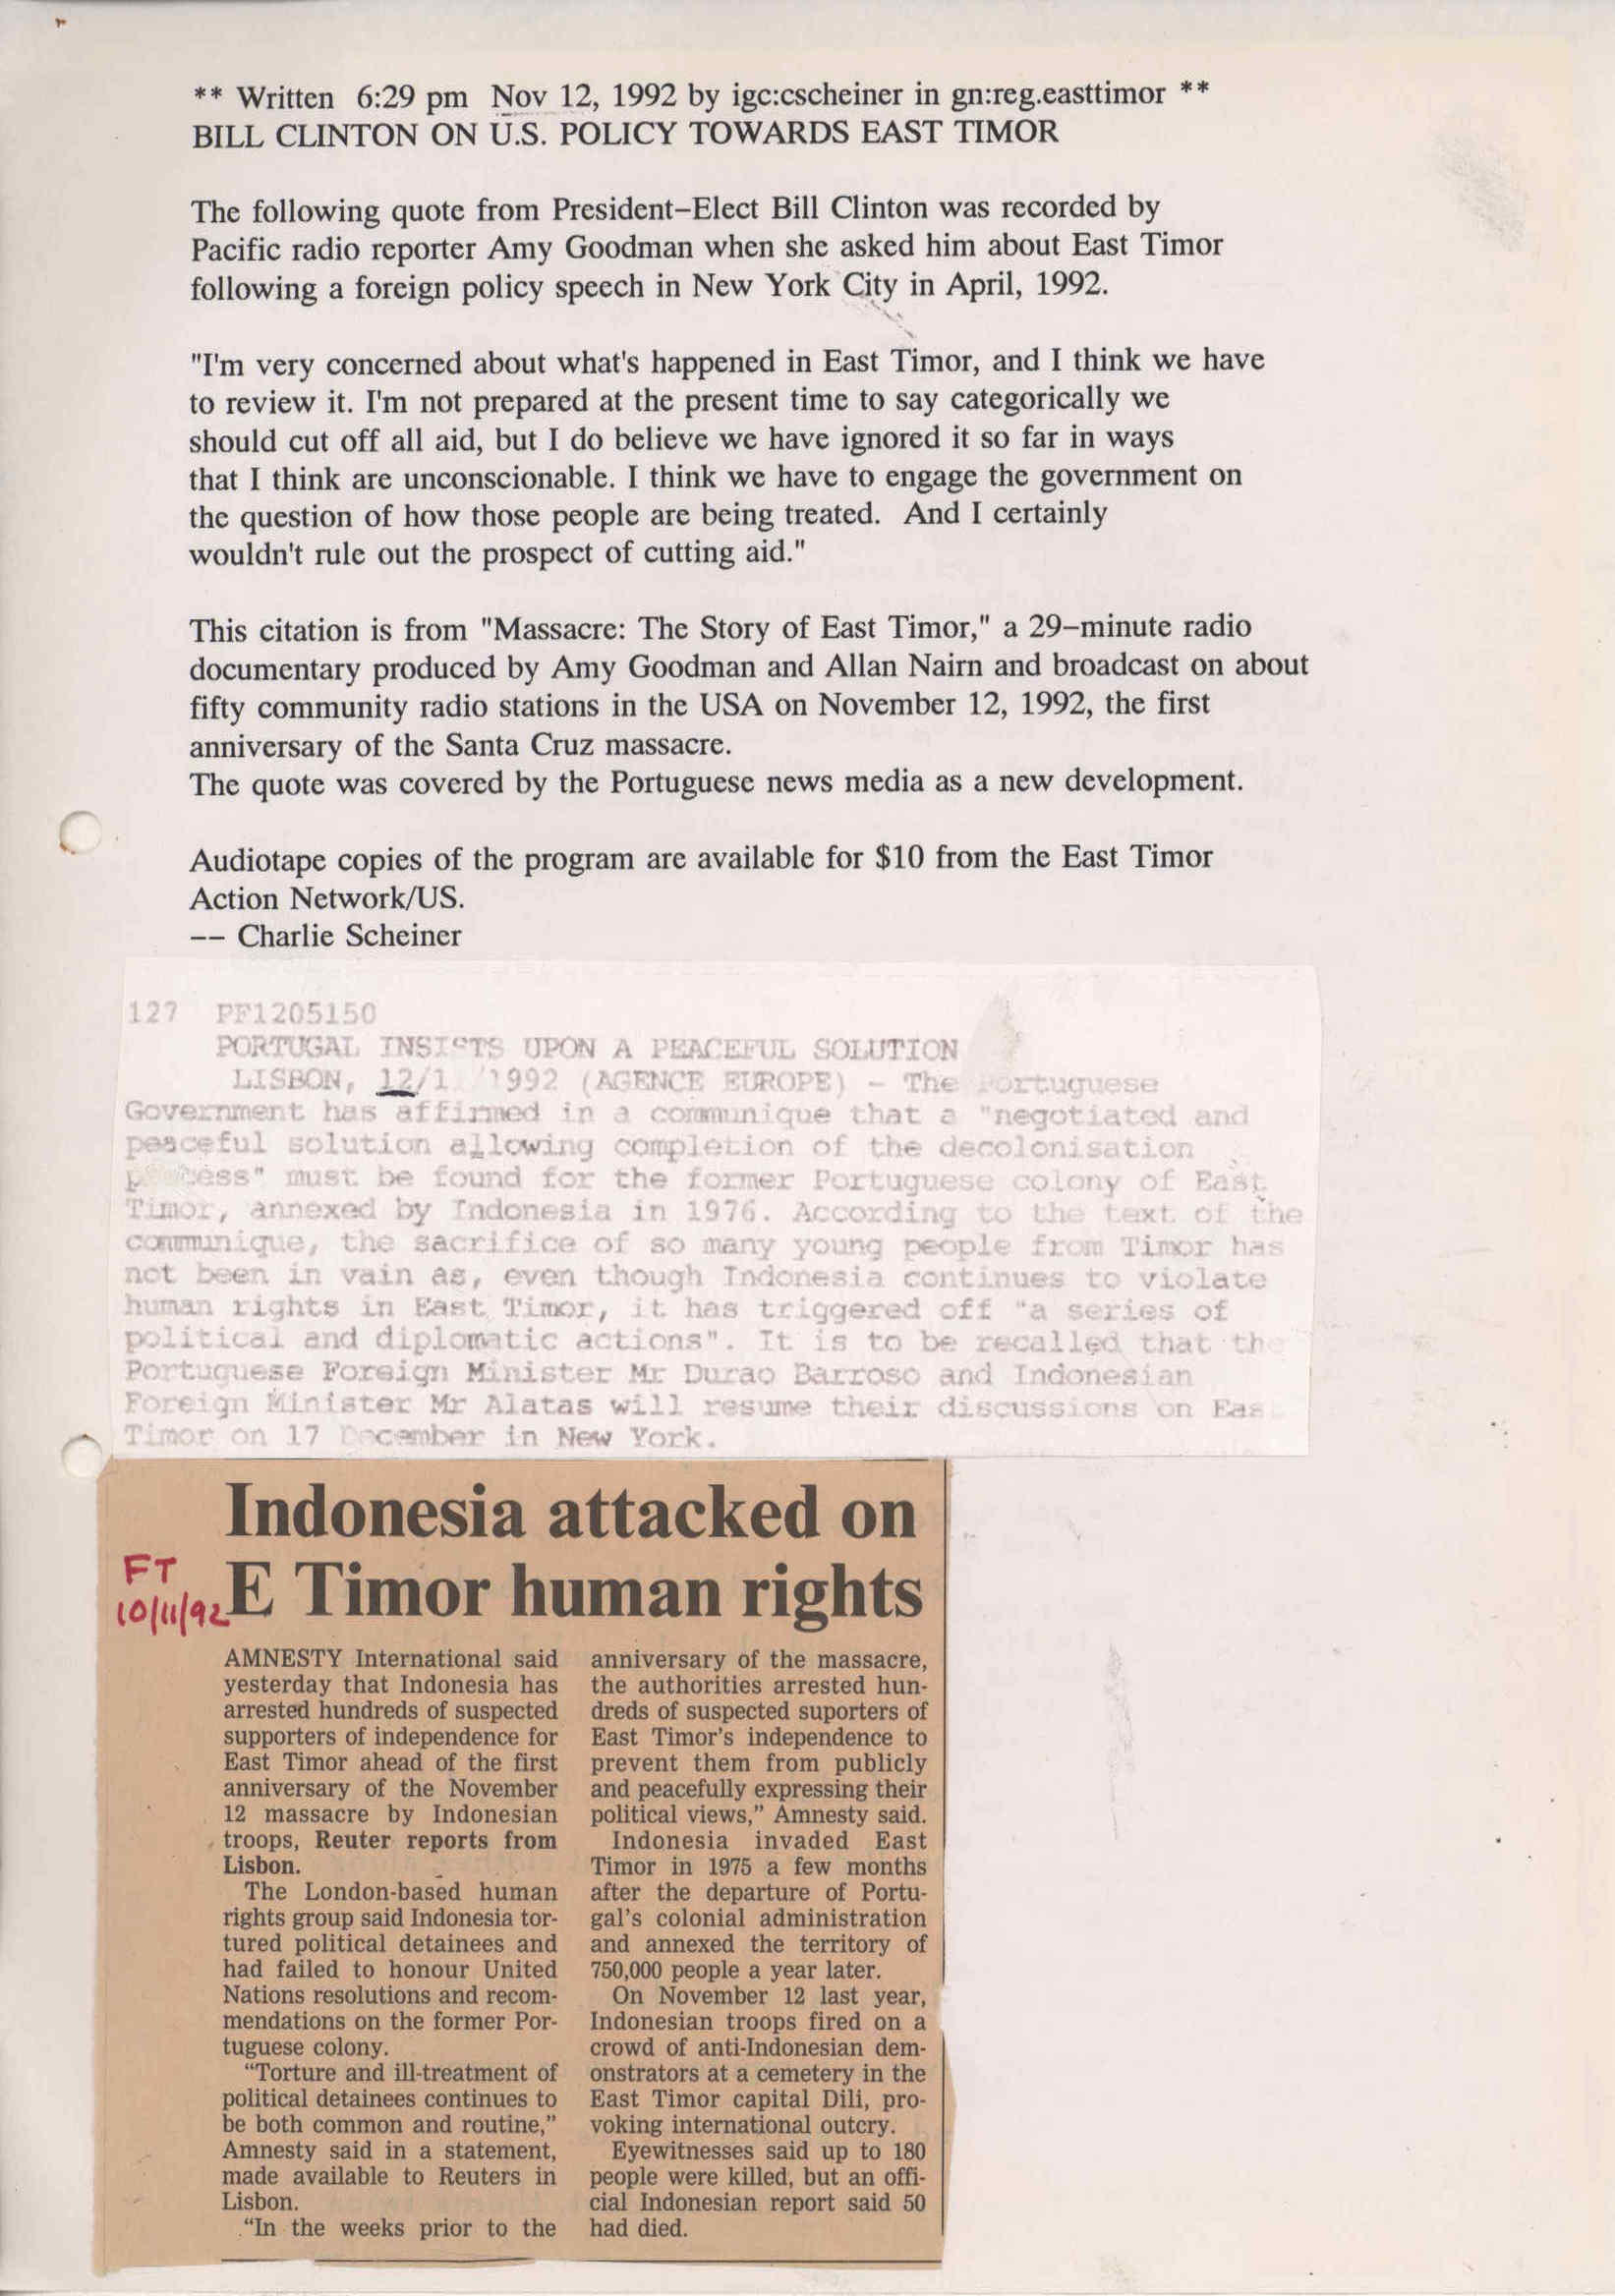 ** Written 6:29 pm Nov 12, 1992 by igc:cscheiner in gn:reg.easttimor **
BILL CLINTON ON U.S. POLICY TOWARDS EAST TIMOR
The following quote from President-Elect Bill Clinton was recorded by
Pacific radio reporter Amy Goodman when she asked him about East Timor
following a foreign policy speech in New York City in April, 1992.
"I'm very concerned about what's happened in East Timor, and I think we have
to review it. I'm not prepared at the present time to say categorically we
should cut off all aid, but I do believe we have ignored it so far in ways
that I think are unconscionable. I think we have to engage the government on
the question of how those people are being treated. And I certainly
wouldn't rule out the prospect of cutting aid."
This citation is from "Massacre: The Story of East Timor," a 29-minute radio
documentary produced by Amy Goodman and Allan Nairn and broadcast on about
fifty community radio stations in the USA on November 12, 1992, the first
anniversary of the Santa Cruz massacre.
The quote was covered by the Portuguese news media as a new development.
Audiotape copies of the program are available for $10 from the East Timor
Action Network/US.
-- Charlie Scheiner
127 PF1205150
PORTUGAL INSISTS UPON A PEACEFUL SOLUTION
LISBON, 12/1 1992 (AGENCE EUROPE) - The Portuguese
Government has affirmed in a communique that a "negotiated and
peaceful solution allowing completion of the decolonisation
process" must be found for the former Portuguese colony of East
Timor, annexed by Indonesia in 1976. According to the text of the
communique, the sacrifice of so many young people from Timor has
not been in vain as, even though Indonesia continues to violate
human rights in East Timor, it has triggered off "a series of
political and diplomatic actions". It is to be recalled that the
Portuguese Foreign Minister Mr Durao Barroso and Indonesian
Foreign Minister Mr Alatas will resume their discussions on East
Timor on 17 December in New York.
Indonesia attacked on
E Timor human rights
FT
10/11/92
AMNESTY International said
yesterday that Indonesia has
arrested hundreds of suspected
supporters of independence for
East Timor ahead of the first
anniversary of the November
12 massacre by Indonesian
troops, Reuter reports from
Lisbon.
The London-based human
rights group said Indonesia tor-
tured political detainees and
had failed to honour United
Nations resolutions and recom-
mendations on the former Por-
tuguese colony.
“Torture and ill-treatment of
political detainees continues to
be both common and routine,”
Amnesty said in a statement,
made available to Reuters in
Lisbon.
“In the weeks prior to the
anniversary of the massacre,
the authorities arrested hun-
dreds of suspected suporters of
East Timor's independence to
prevent them from publicly
and peacefully expressing their
political views,” Amnesty said.
Indonesia invaded East
Timor in 1975 a few months
after the departure of Portu-
gal's colonial administration
and annexed the territory of
750,000 people a year later.
On November 12 last year,
Indonesian troops fired on a
crowd of anti-Indonesian dem-
onstrators at a cemetery in the
East Timor capital Dili, pro-
voking international outcry.
Eyewitnesses said up to 180
people were killed, but an offi-
cial Indonesian report said 50
had died.